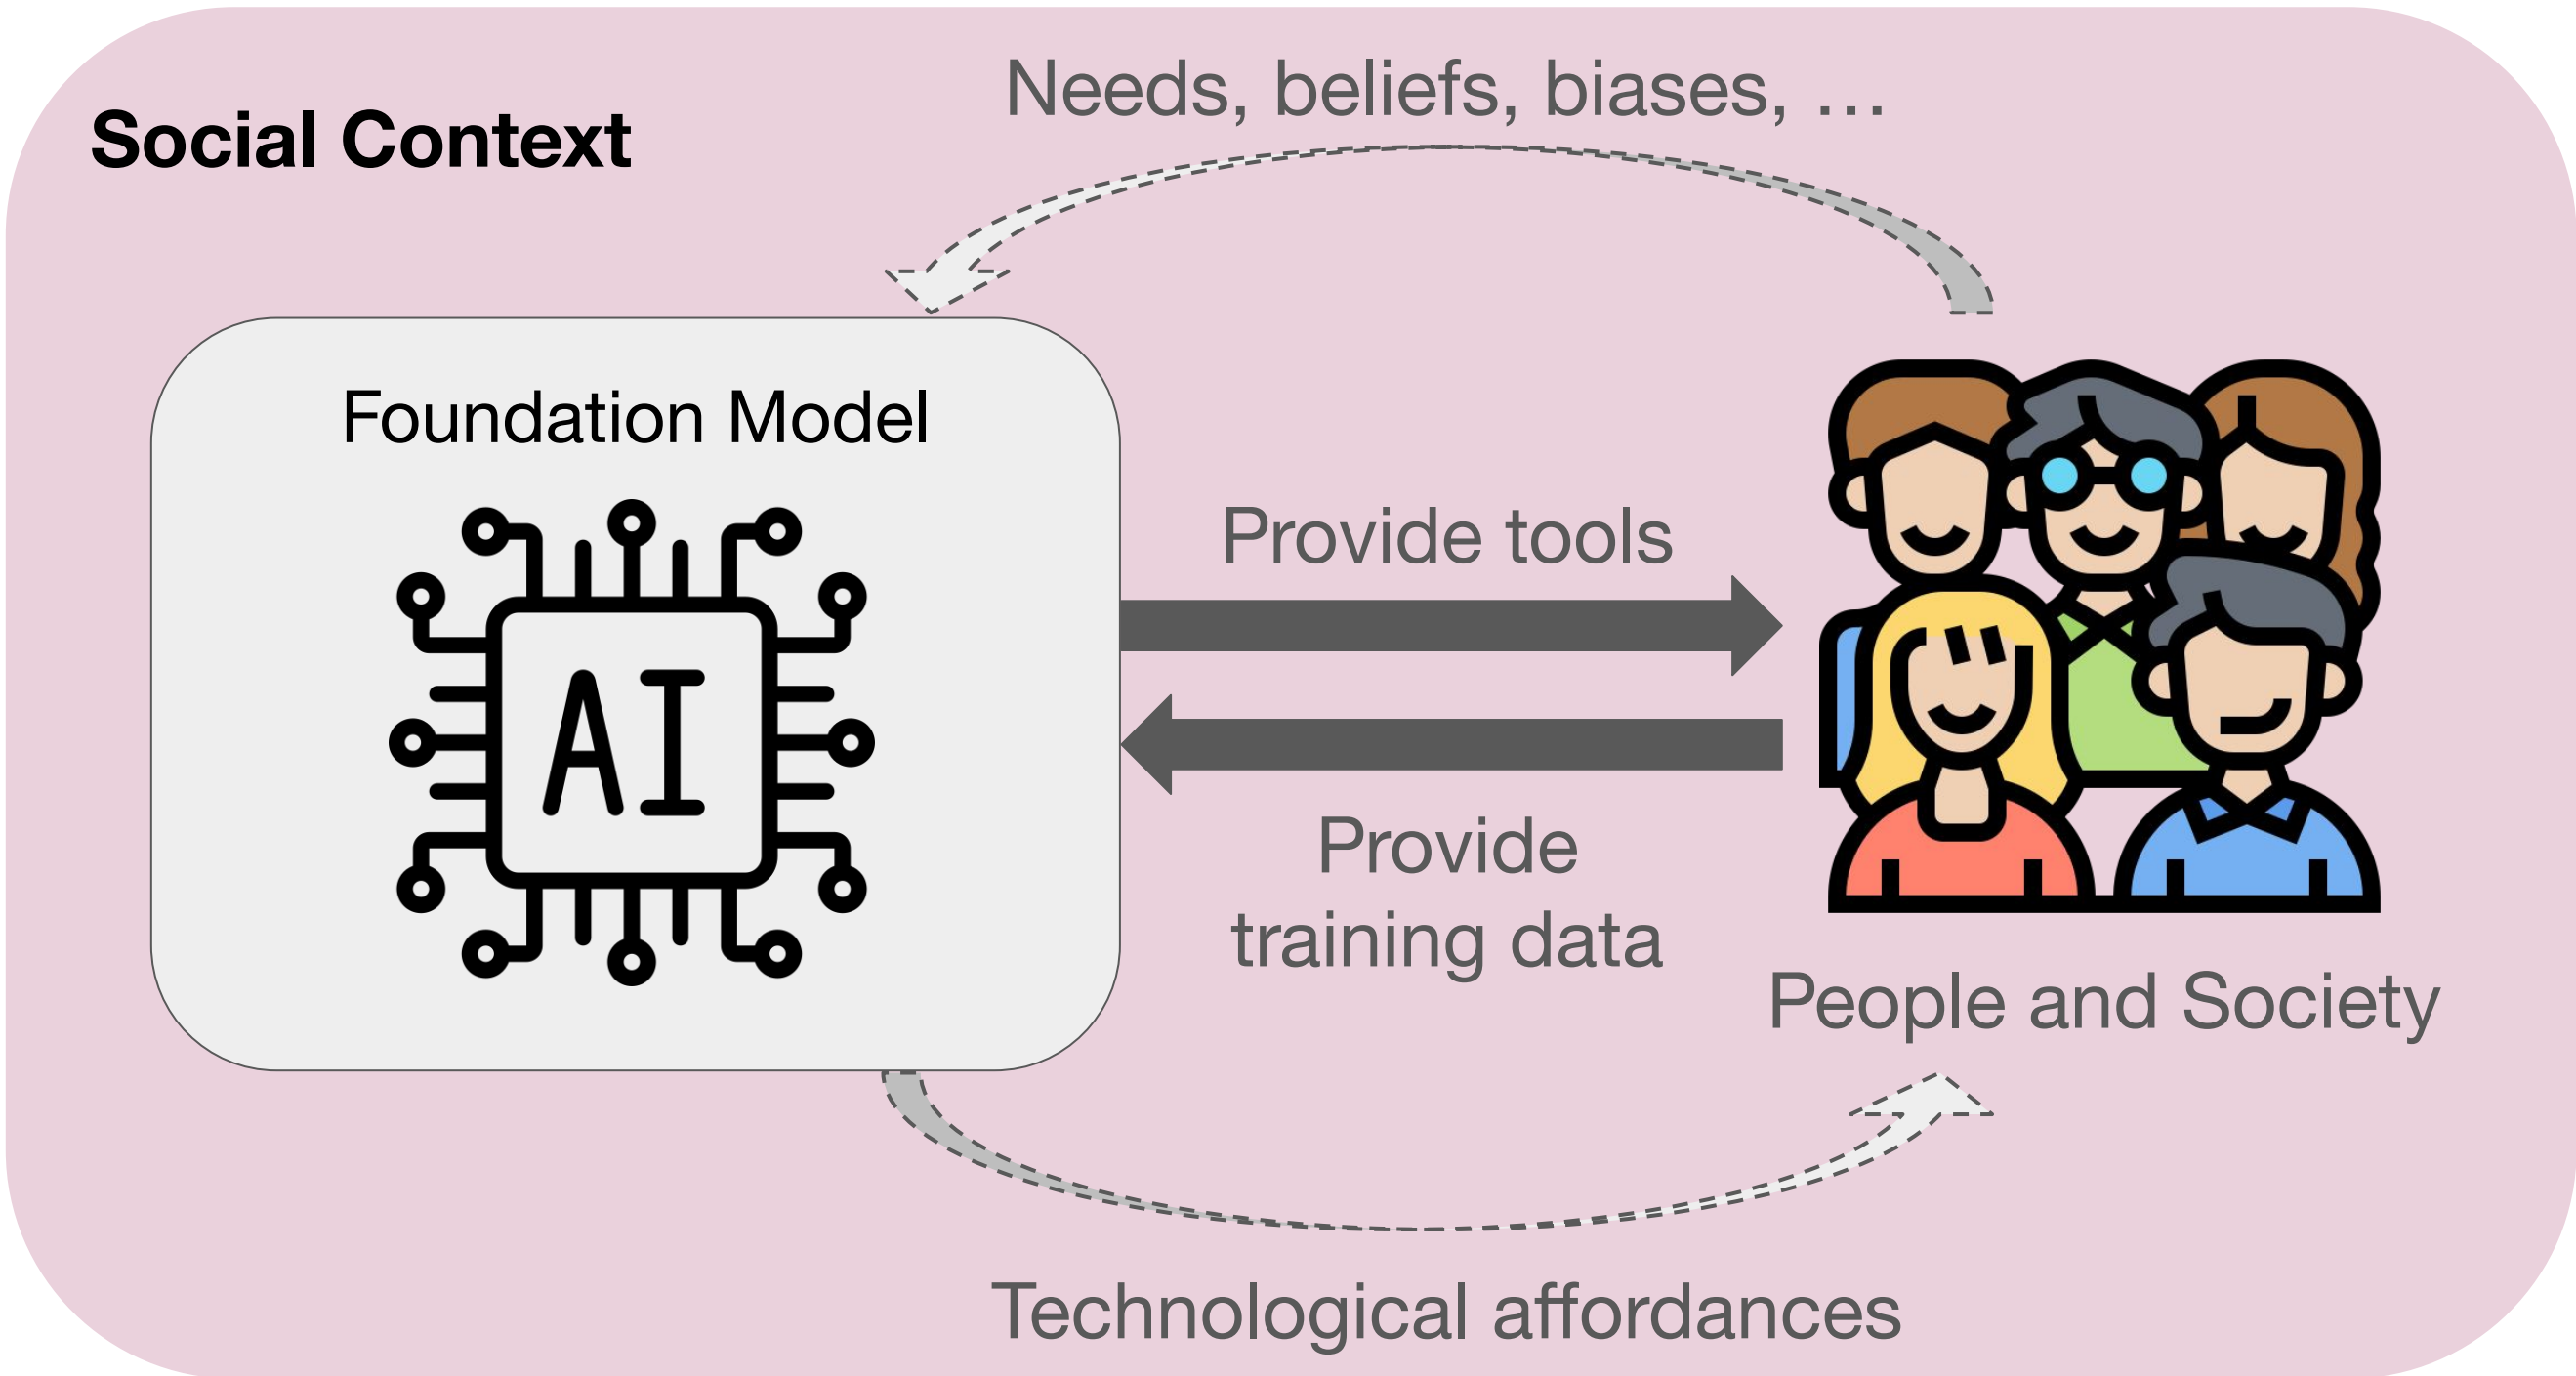 Needs, beliefs, biases, …
Social Context
Foundation Model
AI
Provide tools
Provide
training data
People and Society
Technological affordances